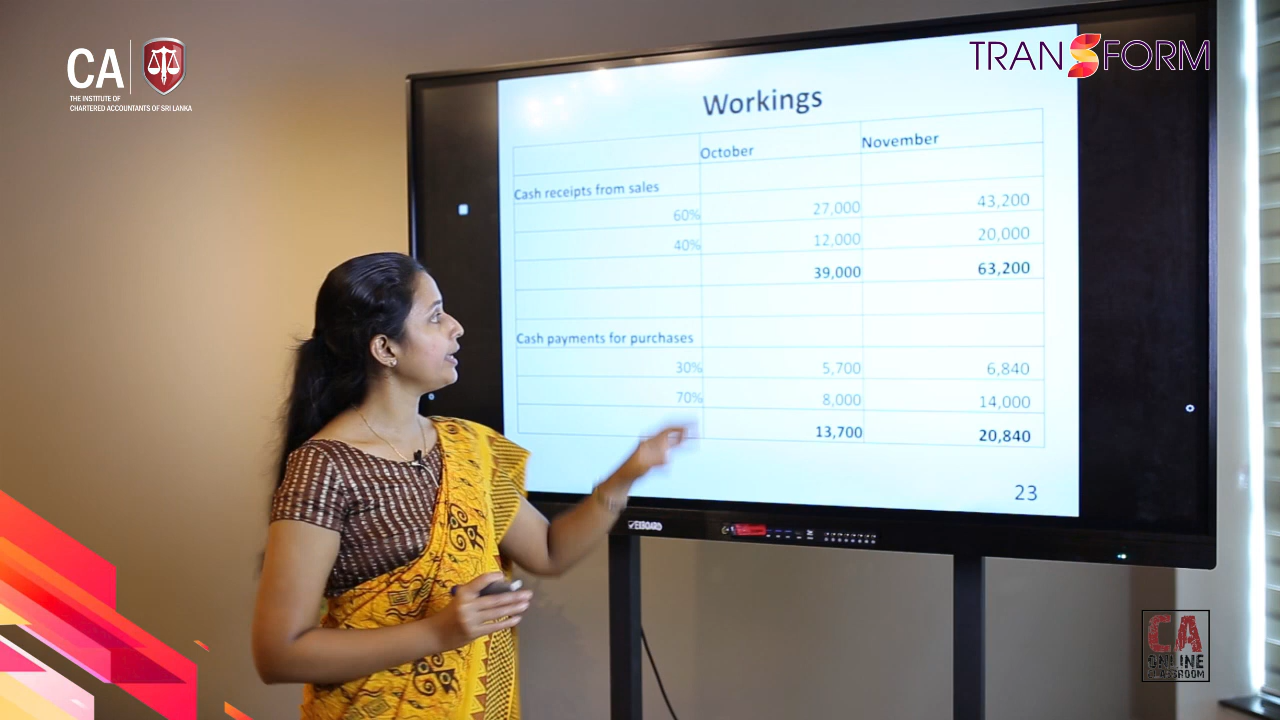 CA
THE INSTITUTE OF
CHARTERED ACCOUNTANTS OF SRI LANKA
TRANSFORM
Workings
October November
Cash receipts from sales
60% 27,000 43,200
40% 12,000 20,000
39,000 63,200
Cash payments for purchases
30% 5,700 6,840
70% 8,000 14,000
13,700 20,840
23
CA
ONLINE
CLASSROOM